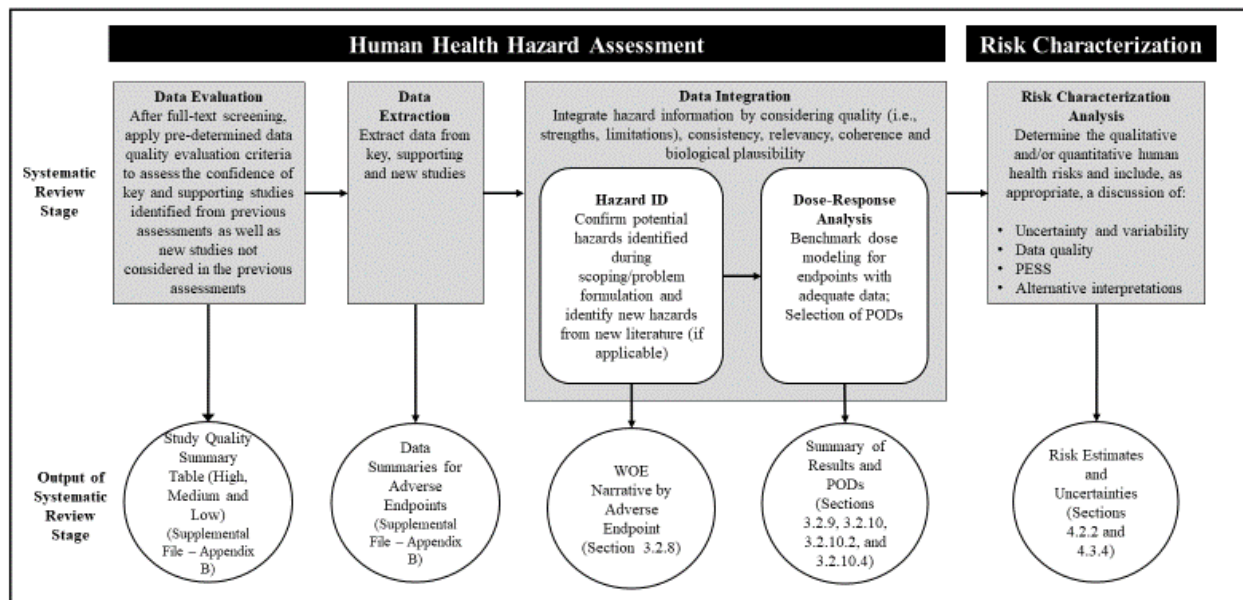 Human Health Hazard Assessment
Risk Characterization
Systematic
Review
Stage
Data Evaluation
After full-text screening,
apply pre-determined data
quality evaluation criteria
to assess the confidence of
key and supporting studies
identified from previous
assessments as well as
new studies not
considered in the previous
assessments
Data
Extraction
Extract data from
key, supporting
and new studies
Data Integration
Integrate hazard information by considering quality (i.e.,
strengths, limitations), consistency, relevancy, coherence and
biological plausibility
Hazard ID
Confirm potential
hazards identified
during
scoping/problem
formulation and
identify new hazards
from new literature (if
applicable)
Dose-Response
Analysis
Benchmark dose
modeling for
endpoints with
adequate data;
Selection of PODs
Risk Characterization
Analysis
Determine the qualitative
and/or quantitative human
health risks and include, as
appropriate, a discussion of:
• Uncertainty and variability
• Data quality
• PESS
• Alternative interpretations
Output of
Systematic
Review
Stage
Study Quality
Summary
Table (High,
Medium and
Low)
(Supplemental
File – Appendix
B)
Data
Summaries for
Adverse
Endpoints
(Supplemental
File – Appendix
B)
WOE
Narrative by
Adverse
Endpoint
(Section 3.2.8)
Summary of
Results and
PODs
(Sections
3.2.9, 3.2.10,
3.2.10.2, and
3.2.10.4)
Risk Estimates
and
Uncertainties
(Sections
4.2.2 and
4.3.4)